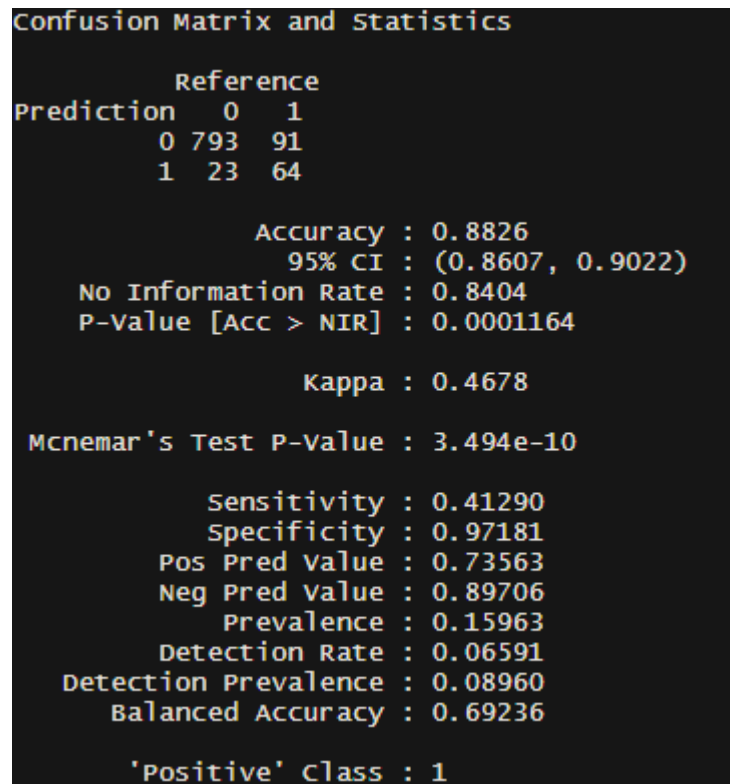 Confusion Matrix and Statistics
Reference
Prediction 0 1
0 793 91
1 23 64
Accuracy : 0.8826
95% CI : (0.8607, 0.9022)
No Information Rate : 0.8404
P-Value [Acc > NIR] : 0.0001164
Kappa : 0.4678
Mcnemar's Test P-Value : 3.494e-10
Sensitivity : 0.41290
Specificity : 0.97181
Pos Pred Value : 0.73563
Neg Pred Value : 0.89706
Prevalence : 0.15963
Detection Rate : 0.06591
Detection Prevalence : 0.08960
Balanced Accuracy : 0.69236
'Positive' Class : 1